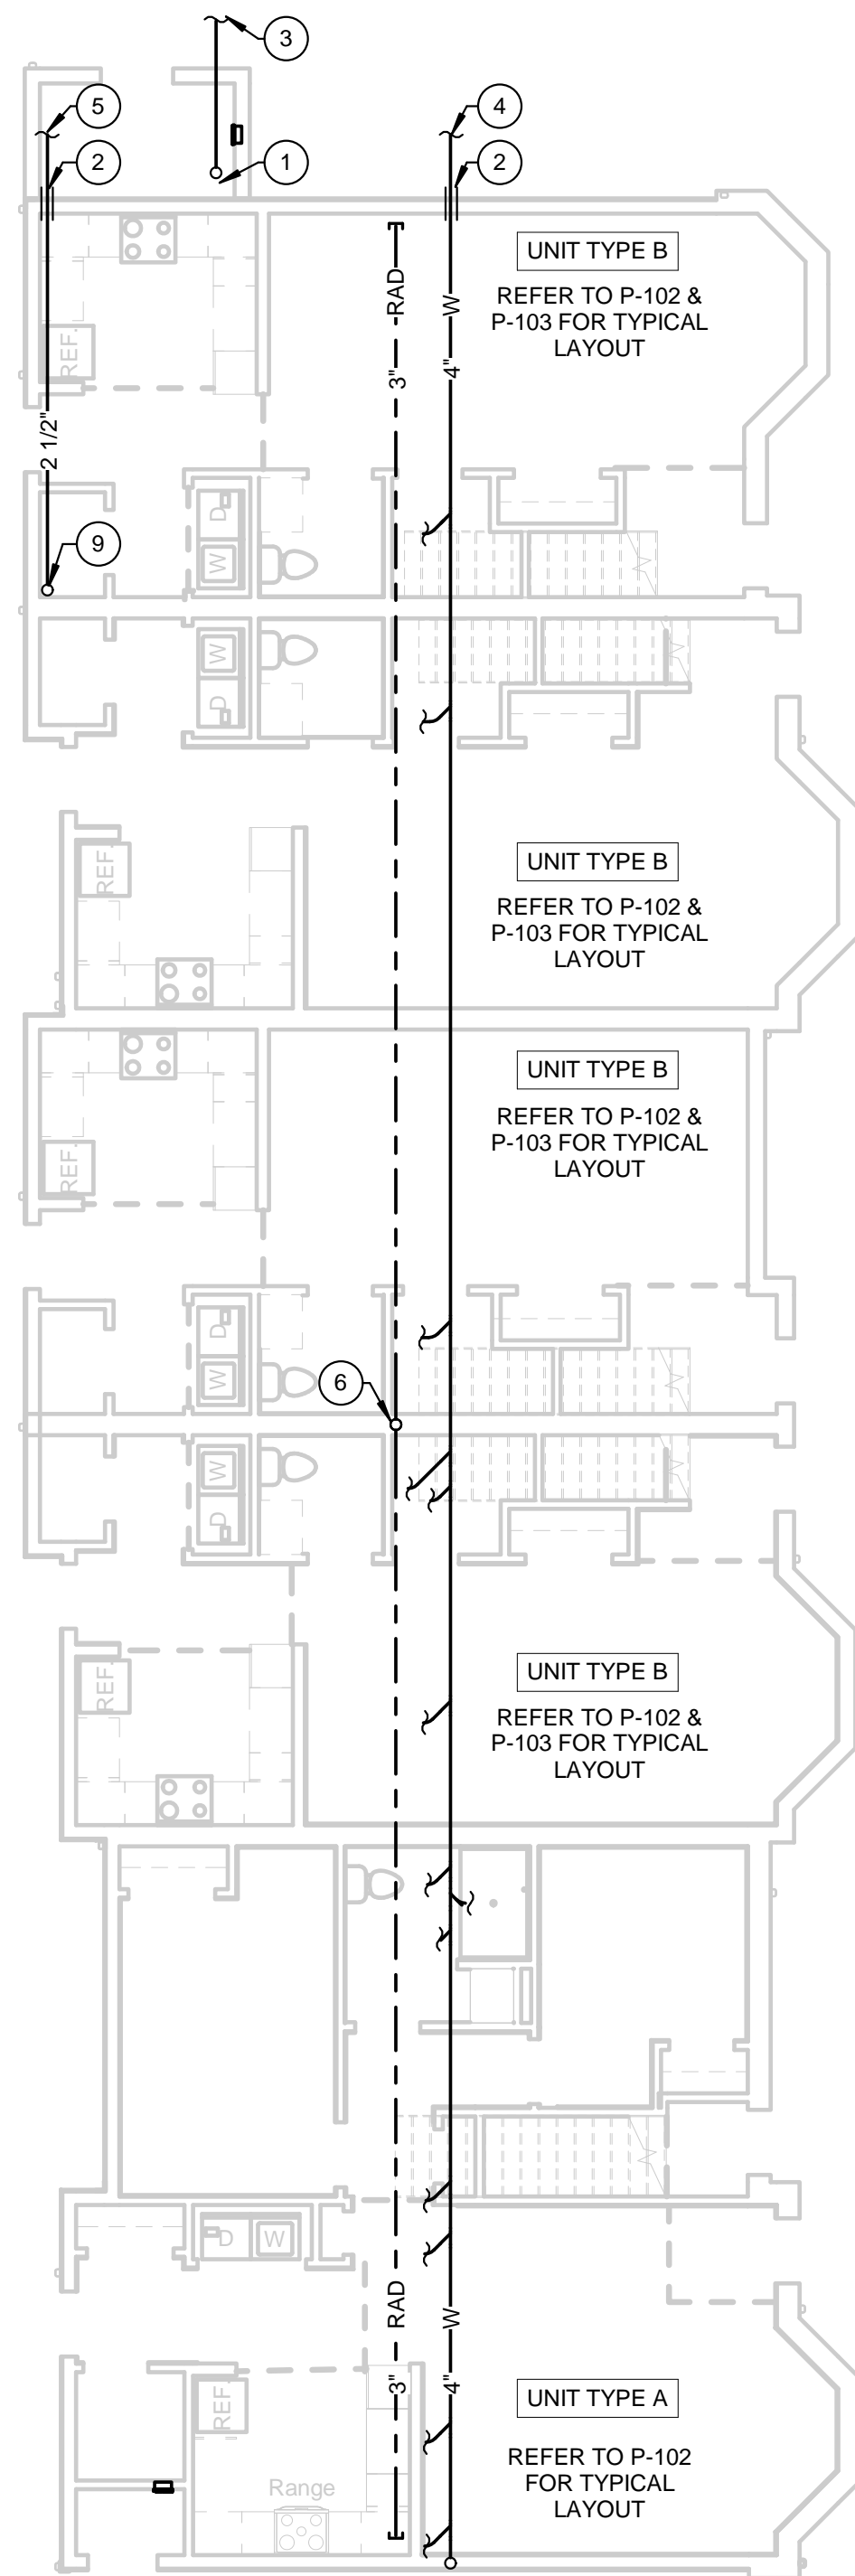 3
5
4
2
2
1
UNIT TYPE B
REFER TO P-102 &
P-103 FOR TYPICAL
LAYOUT
RAD
W
3"
4"
REF.
2 1/2"
D
W
9
W
D
UNIT TYPE B
REFER TO P-102 &
P-103 FOR TYPICAL
LAYOUT
REF.
UNIT TYPE B
REFER TO P-102 &
P-103 FOR TYPICAL
LAYOUT
REF.
D
W
6
W
D
UNIT TYPE B
REFER TO P-102 &
P-103 FOR TYPICAL
LAYOUT
REF.
D
W
RAD
W
3"
4"
REF.
UNIT TYPE A
REFER TO P-102
FOR TYPICAL
LAYOUT
Range